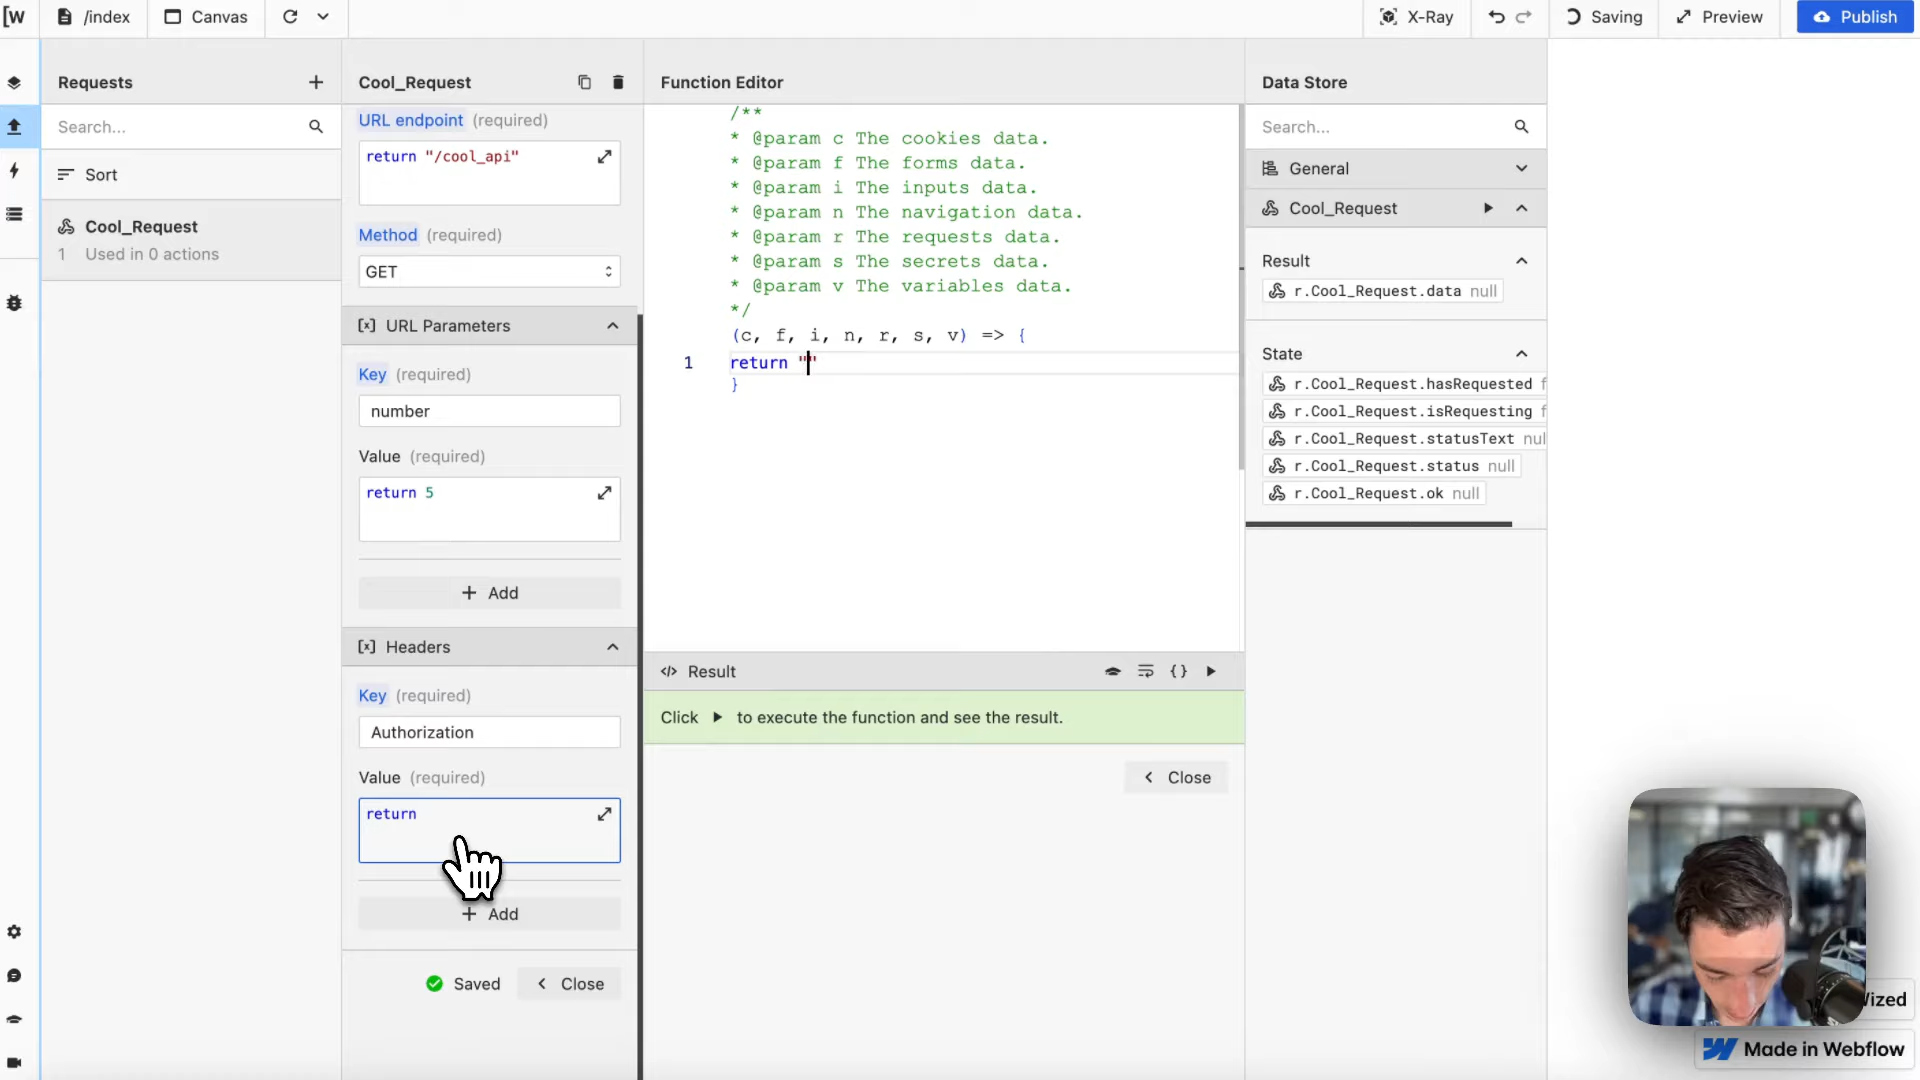 [W /index Canvas X-Ray Saving Preview Publish
Requests
Search...
Sort
Cool_Request
1 Used in 0 actions
Cool_Request
URL endpoint (required)
return "/cool_api"
Method (required)
GET
[x] URL Parameters
Key (required)
number
Value (required)
return 5
+ Add
[x] Headers
Key (required)
Authorization
Value (required)
return
+ Add
Saved
Close
Function Editor
/**
* @param c The cookies data.
* @param f The forms data.
* @param i The inputs data.
* @param n The navigation data.
* @param r The requests data.
* @param s The secrets data.
* @param v The variables data.
*/
(c, f, i, n, r, s, v) => {
1 return ""
}
</> Result { }
Click to execute the function and see the result.
Close
Data Store
Search...
General
Cool_Request
Result
r.Cool_Request.data null
State
r.Cool_Request.hasRequested f
r.Cool_Request.isRequesting f
r.Cool_Request.statusText nul
r.Cool_Request.status null
r.Cool_Request.ok null
Made in Webflow